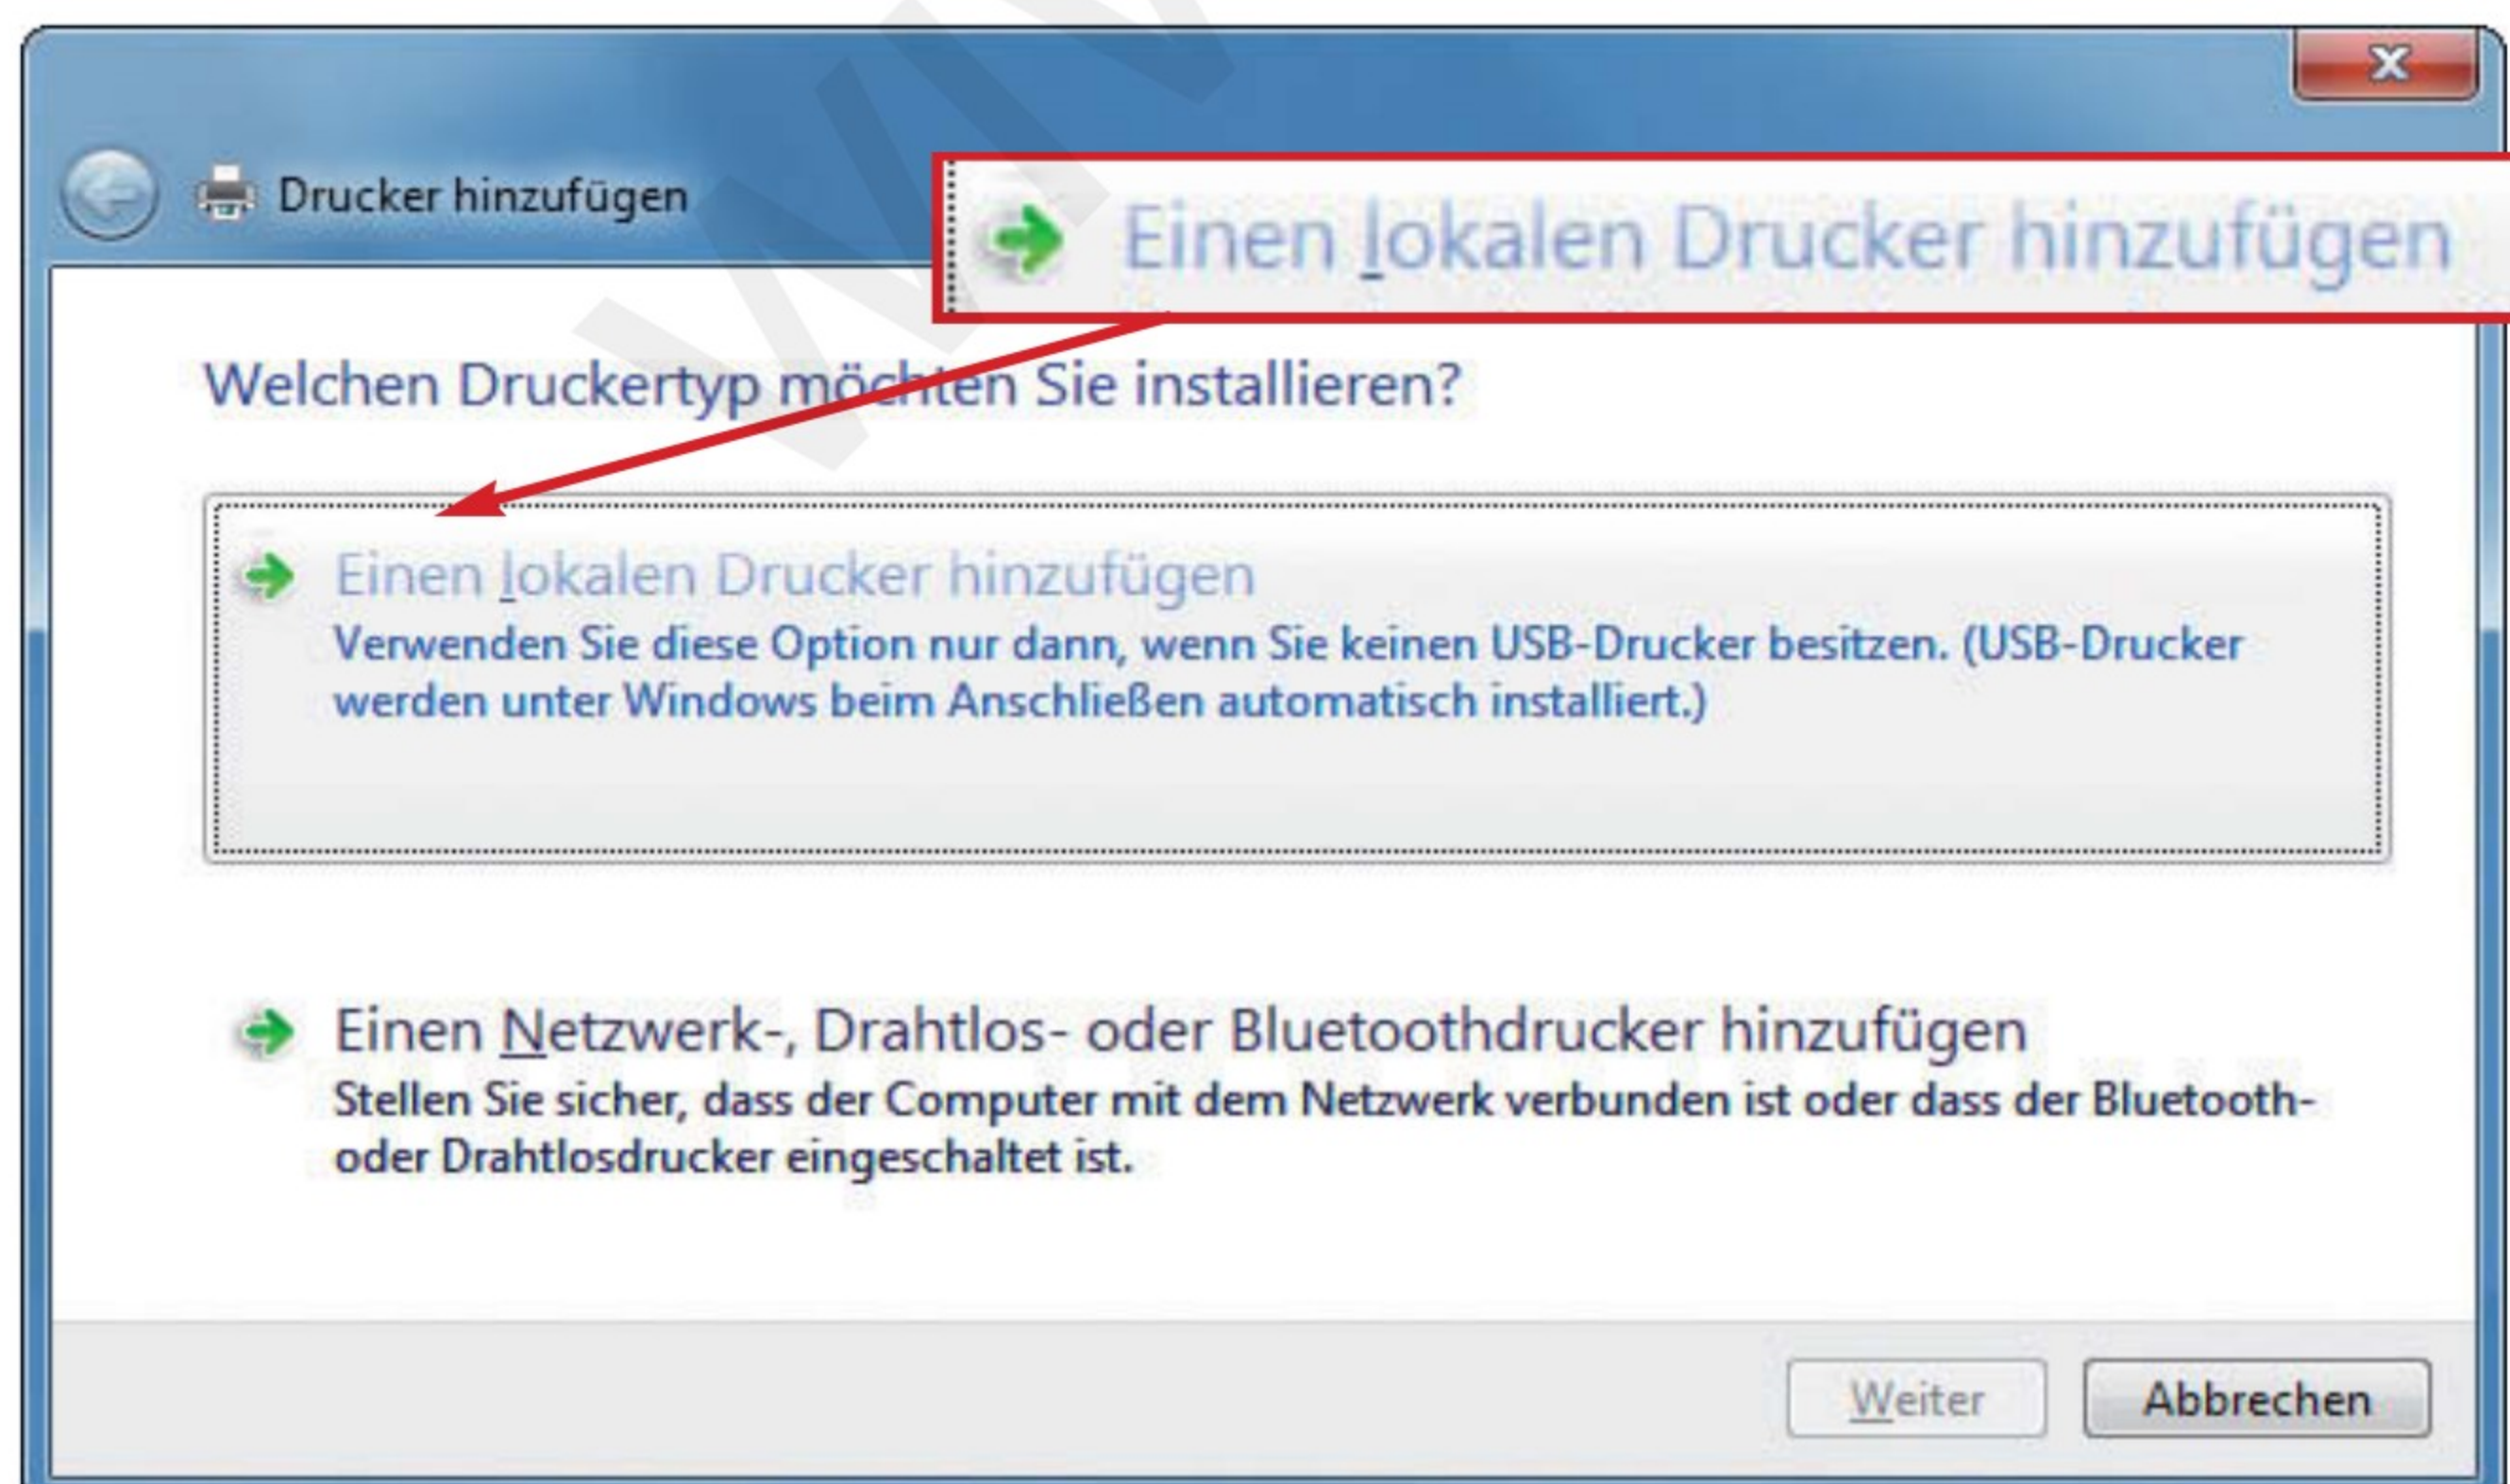 Drucker hinzufügen
Einen lokalen Drucker hinzufügen
Welchen Druckertyp möchten Sie installieren?
Einen lokalen Drucker hinzufügen
Verwenden Sie diese Option nur dann, wenn Sie keinen USB-Drucker besitzen. (USB-Drucker
werden unter Windows beim Anschließen automatisch installiert.)
Einen Netzwerk-, Drahtlos- oder Bluetoothdrucker hinzufügen
Stellen Sie sicher, dass der Computer mit dem Netzwerk verbunden ist oder dass der Bluetooth-
oder Drahtlosdrucker eingeschaltet ist.
Weiter
Abbrechen